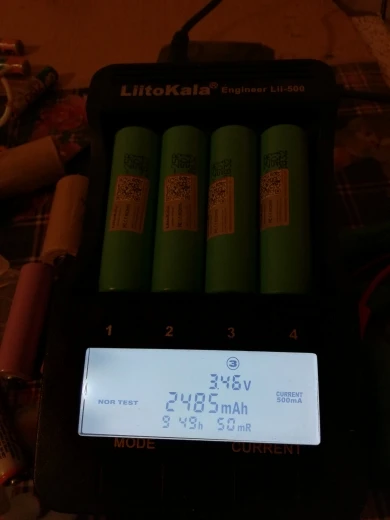 LiitoKala® Engineer Lii-500
1 2 3 4
3
3.46v
NOR TEST 2485mAh CURRENT 500mA
9 49h 50mR
MODE CURRENT